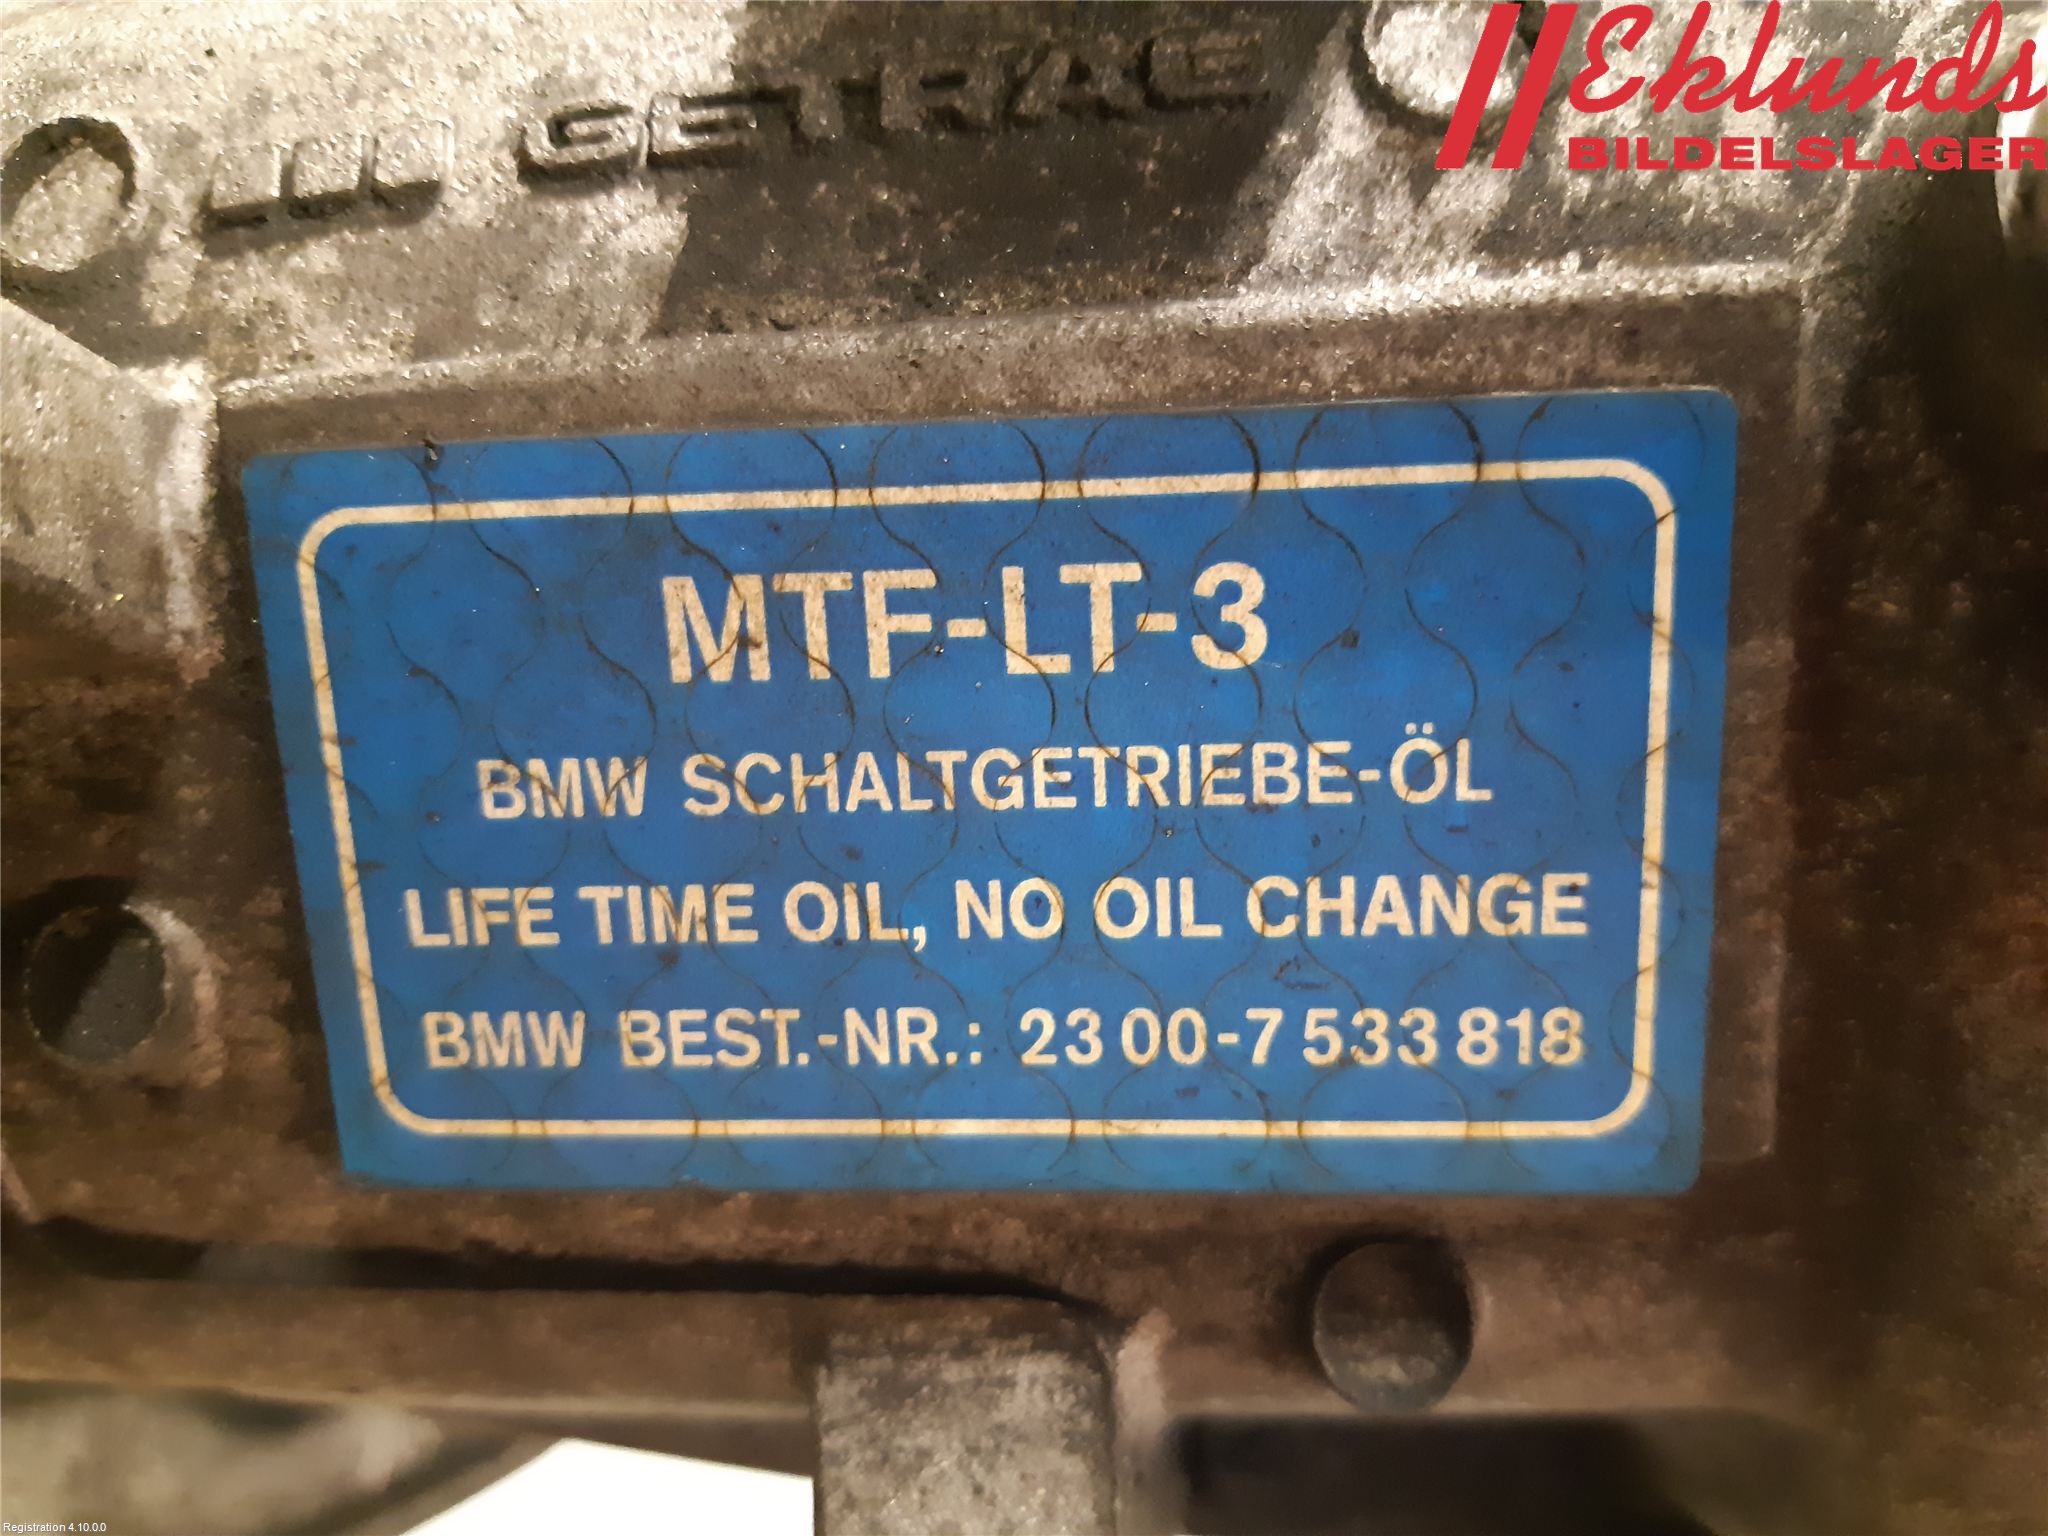 GETRAG
Eklunds
BILDELSLAGER
MTF-LT-3
BMW SCHALTGETRIEBE-ÖL
LIFE TIME OIL, NO OIL CHANGE
BMW BEST.-NR.: 23 00-7 533 818
Registration 4.10.0.0